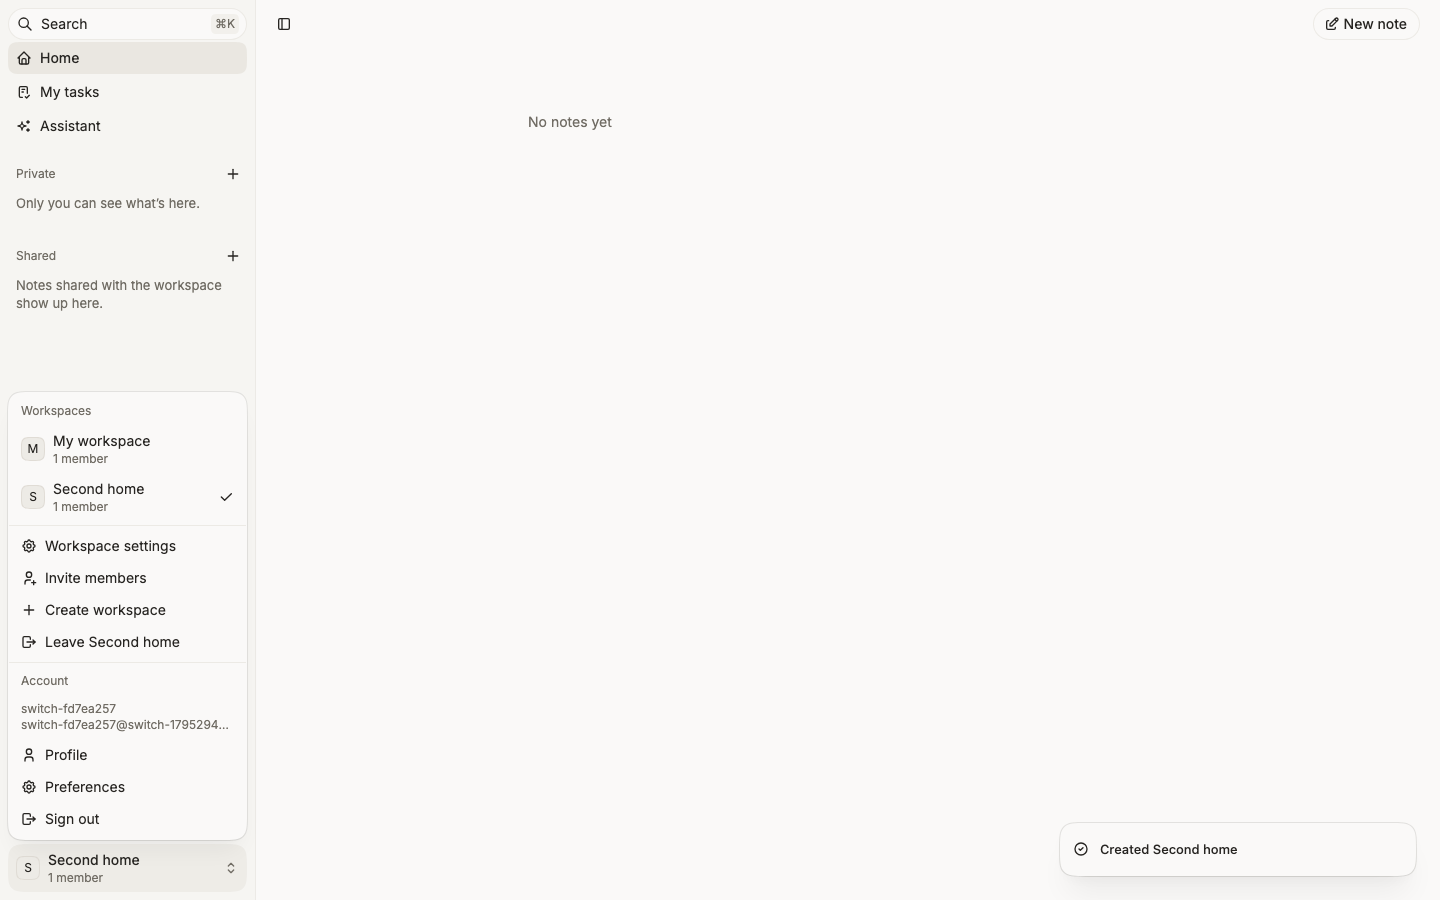 Search ⌘K
New note
Home
My tasks
Assistant
No notes yet
Private
Only you can see what’s here.
Shared
Notes shared with the workspace
show up here.
Workspaces
M My workspace
1 member
S Second home
1 member
Workspace settings
Invite members
Create workspace
Leave Second home
Account
switch-fd7ea257
switch-fd7ea257@switch-1795294...
Profile
Preferences
Sign out
S Second home
1 member
Created Second home